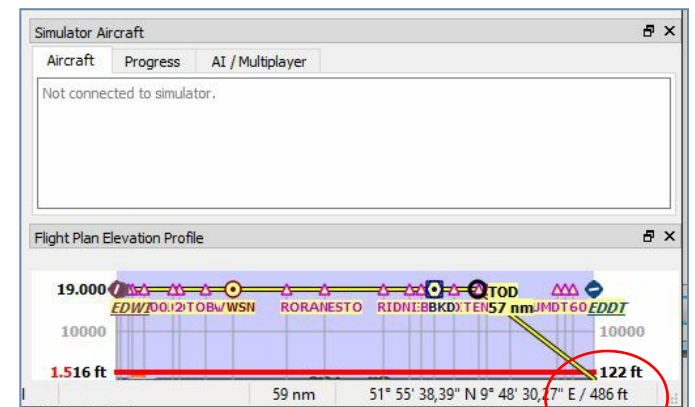 Simulator Aircraft
Aircraft Progress AI / Multiplayer
Not connected to simulator.
Flight Plan Elevation Profile
19.000 TOD
WSN RORANESTO 57 nm EDDT
10000 10000
1.516 ft 122 ft
59 nm 51° 55' 38,39" N 9° 48' 30,27" E / 486 ft